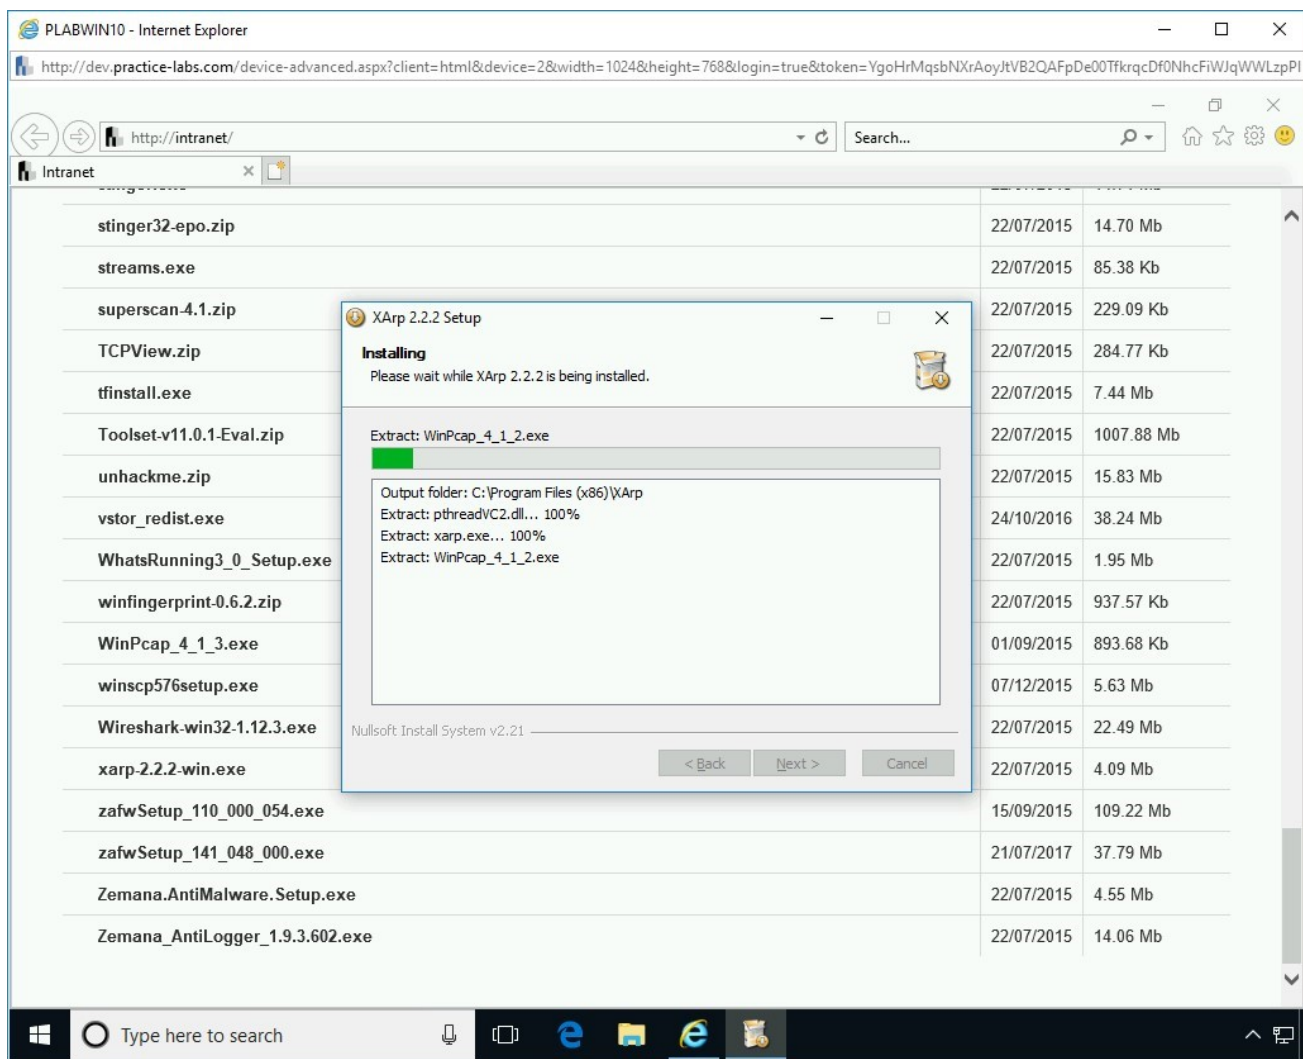 PLABWIN10 - Internet Explorer
http://dev.practice-labs.com/device-advanced.aspx?client=html&device=2&width=1024&height=768&login=true&token=YgoHrMqsbNXrAoyJtVB2QAFpDe00TfkrqcDf0NhcFiWJqWWLzpPI
http://intranet/
Search...
Intranet
stinger32-epo.zip 22/07/2015 14.70 Mb
streams.exe 22/07/2015 85.38 Kb
superscan-4.1.zip 22/07/2015 229.09 Kb
TCPView.zip 22/07/2015 284.77 Kb
tfinstall.exe 22/07/2015 7.44 Mb
Toolset-v11.0.1-Eval.zip 22/07/2015 1007.88 Mb
unhackme.zip 22/07/2015 15.83 Mb
vstor_redist.exe 24/10/2016 38.24 Mb
WhatsRunning3_0_Setup.exe 22/07/2015 1.95 Mb
winfingerprint-0.6.2.zip 22/07/2015 937.57 Kb
WinPcap_4_1_3.exe 01/09/2015 893.68 Kb
winscp576setup.exe 07/12/2015 5.63 Mb
Wireshark-win32-1.12.3.exe 22/07/2015 22.49 Mb
xarp-2.2.2-win.exe 22/07/2015 4.09 Mb
zafwSetup_110_000_054.exe 15/09/2015 109.22 Mb
zafwSetup_141_048_000.exe 21/07/2017 37.79 Mb
Zemana.AntiMalware.Setup.exe 22/07/2015 4.55 Mb
Zemana_AntiLogger_1.9.3.602.exe 22/07/2015 14.06 Mb
XArp 2.2.2 Setup
Installing
Please wait while XArp 2.2.2 is being installed.
Extract: WinPcap_4_1_2.exe
Output folder: C:\Program Files (x86)\XArp
Extract: pthreadVC2.dll... 100%
Extract: xarp.exe... 100%
Extract: WinPcap_4_1_2.exe
Nullsoft Install System v2.21
< Back Next > Cancel
Type here to search